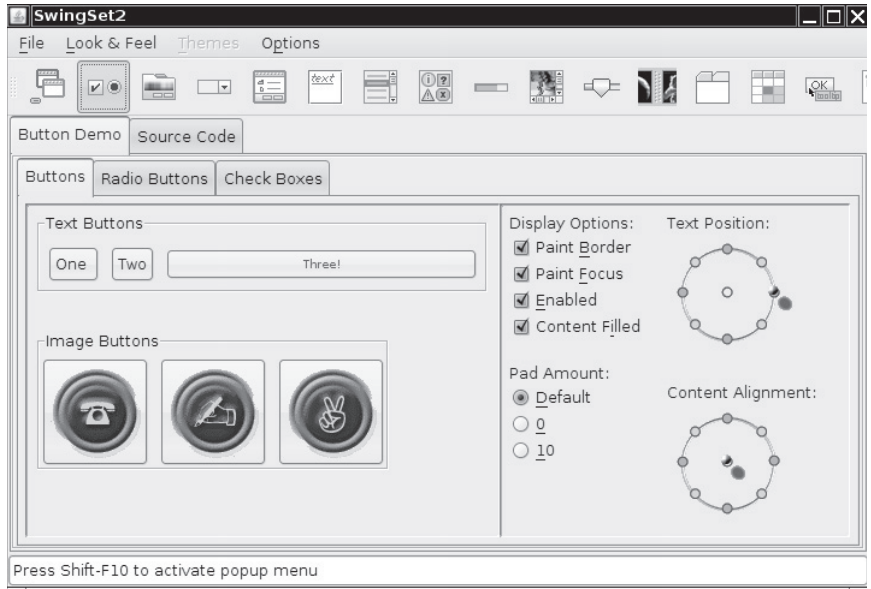 SwingSet2
File Look & Feel Themes Options
text
OK
Button Demo Source Code
Buttons Radio Buttons Check Boxes
Text Buttons
One Two Three!
Image Buttons
Display Options:
Paint Border
Paint Focus
Enabled
Content Filled
Pad Amount:
Default
0
10
Text Position:
Content Alignment:
Press Shift-F10 to activate popup menu